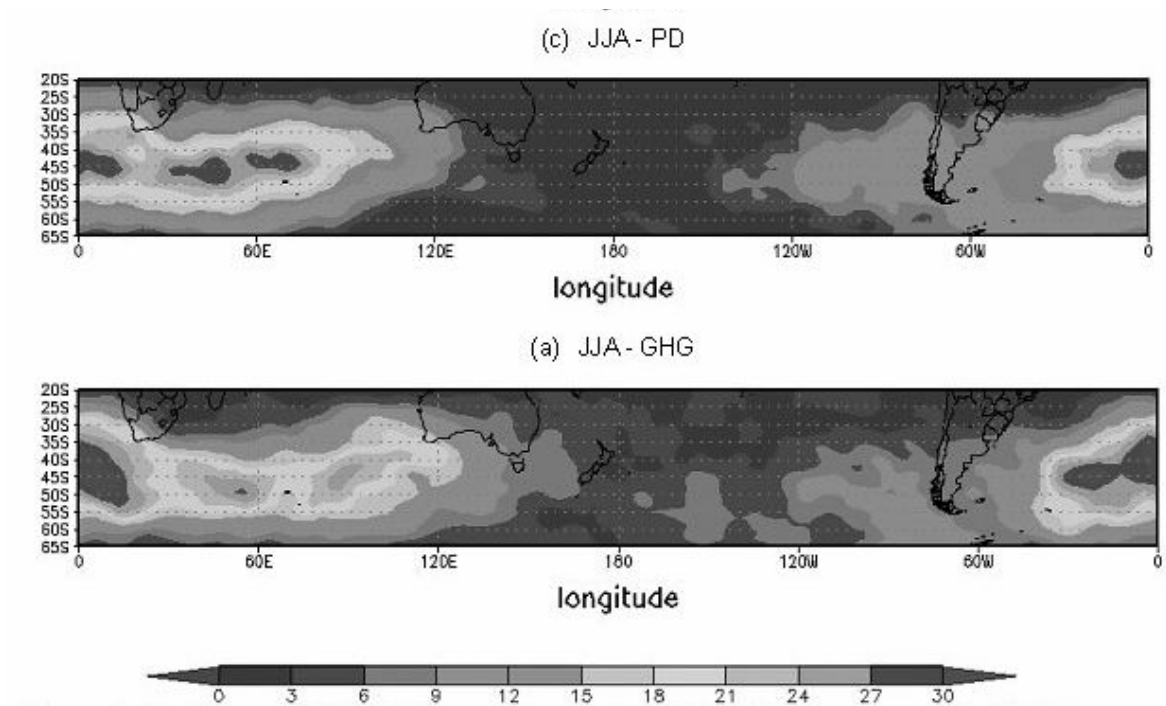 (c) JJA - PD
20S
25S
30S
35S
40S
45S
50S
55S
60S
65S
0 60E 120E 180 120W 60W 0
longitude
(a) JJA - GHG
20S
25S
30S
35S
40S
45S
50S
55S
60S
65S
0 60E 120E 180 120W 60W 0
longitude
0 3 6 9 12 15 18 21 24 27 30